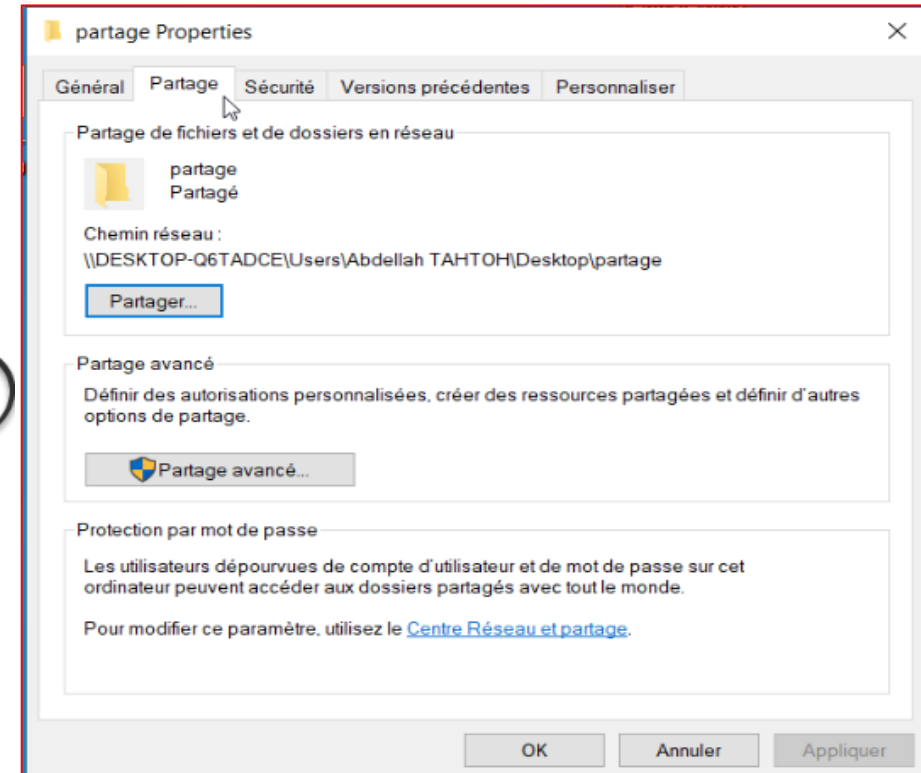 partage Properties
Général Partage Sécurité Versions précédentes Personnaliser
Partage de fichiers et de dossiers en réseau
partage
Partagé
Chemin réseau :
\\DESKTOP-Q6TADCE\Users\Abdellah TAHTOH\Desktop\partage
Partager...
Partage avancé
Définir des autorisations personnalisées, créer des ressources partagées et définir d'autres
options de partage.
Partage avancé...
Protection par mot de passe
Les utilisateurs dépourvues de compte d'utilisateur et de mot de passe sur cet
ordinateur peuvent accéder aux dossiers partagés avec tout le monde.
Pour modifier ce paramètre, utilisez le Centre Réseau et partage.
OK Annuler Appliquer